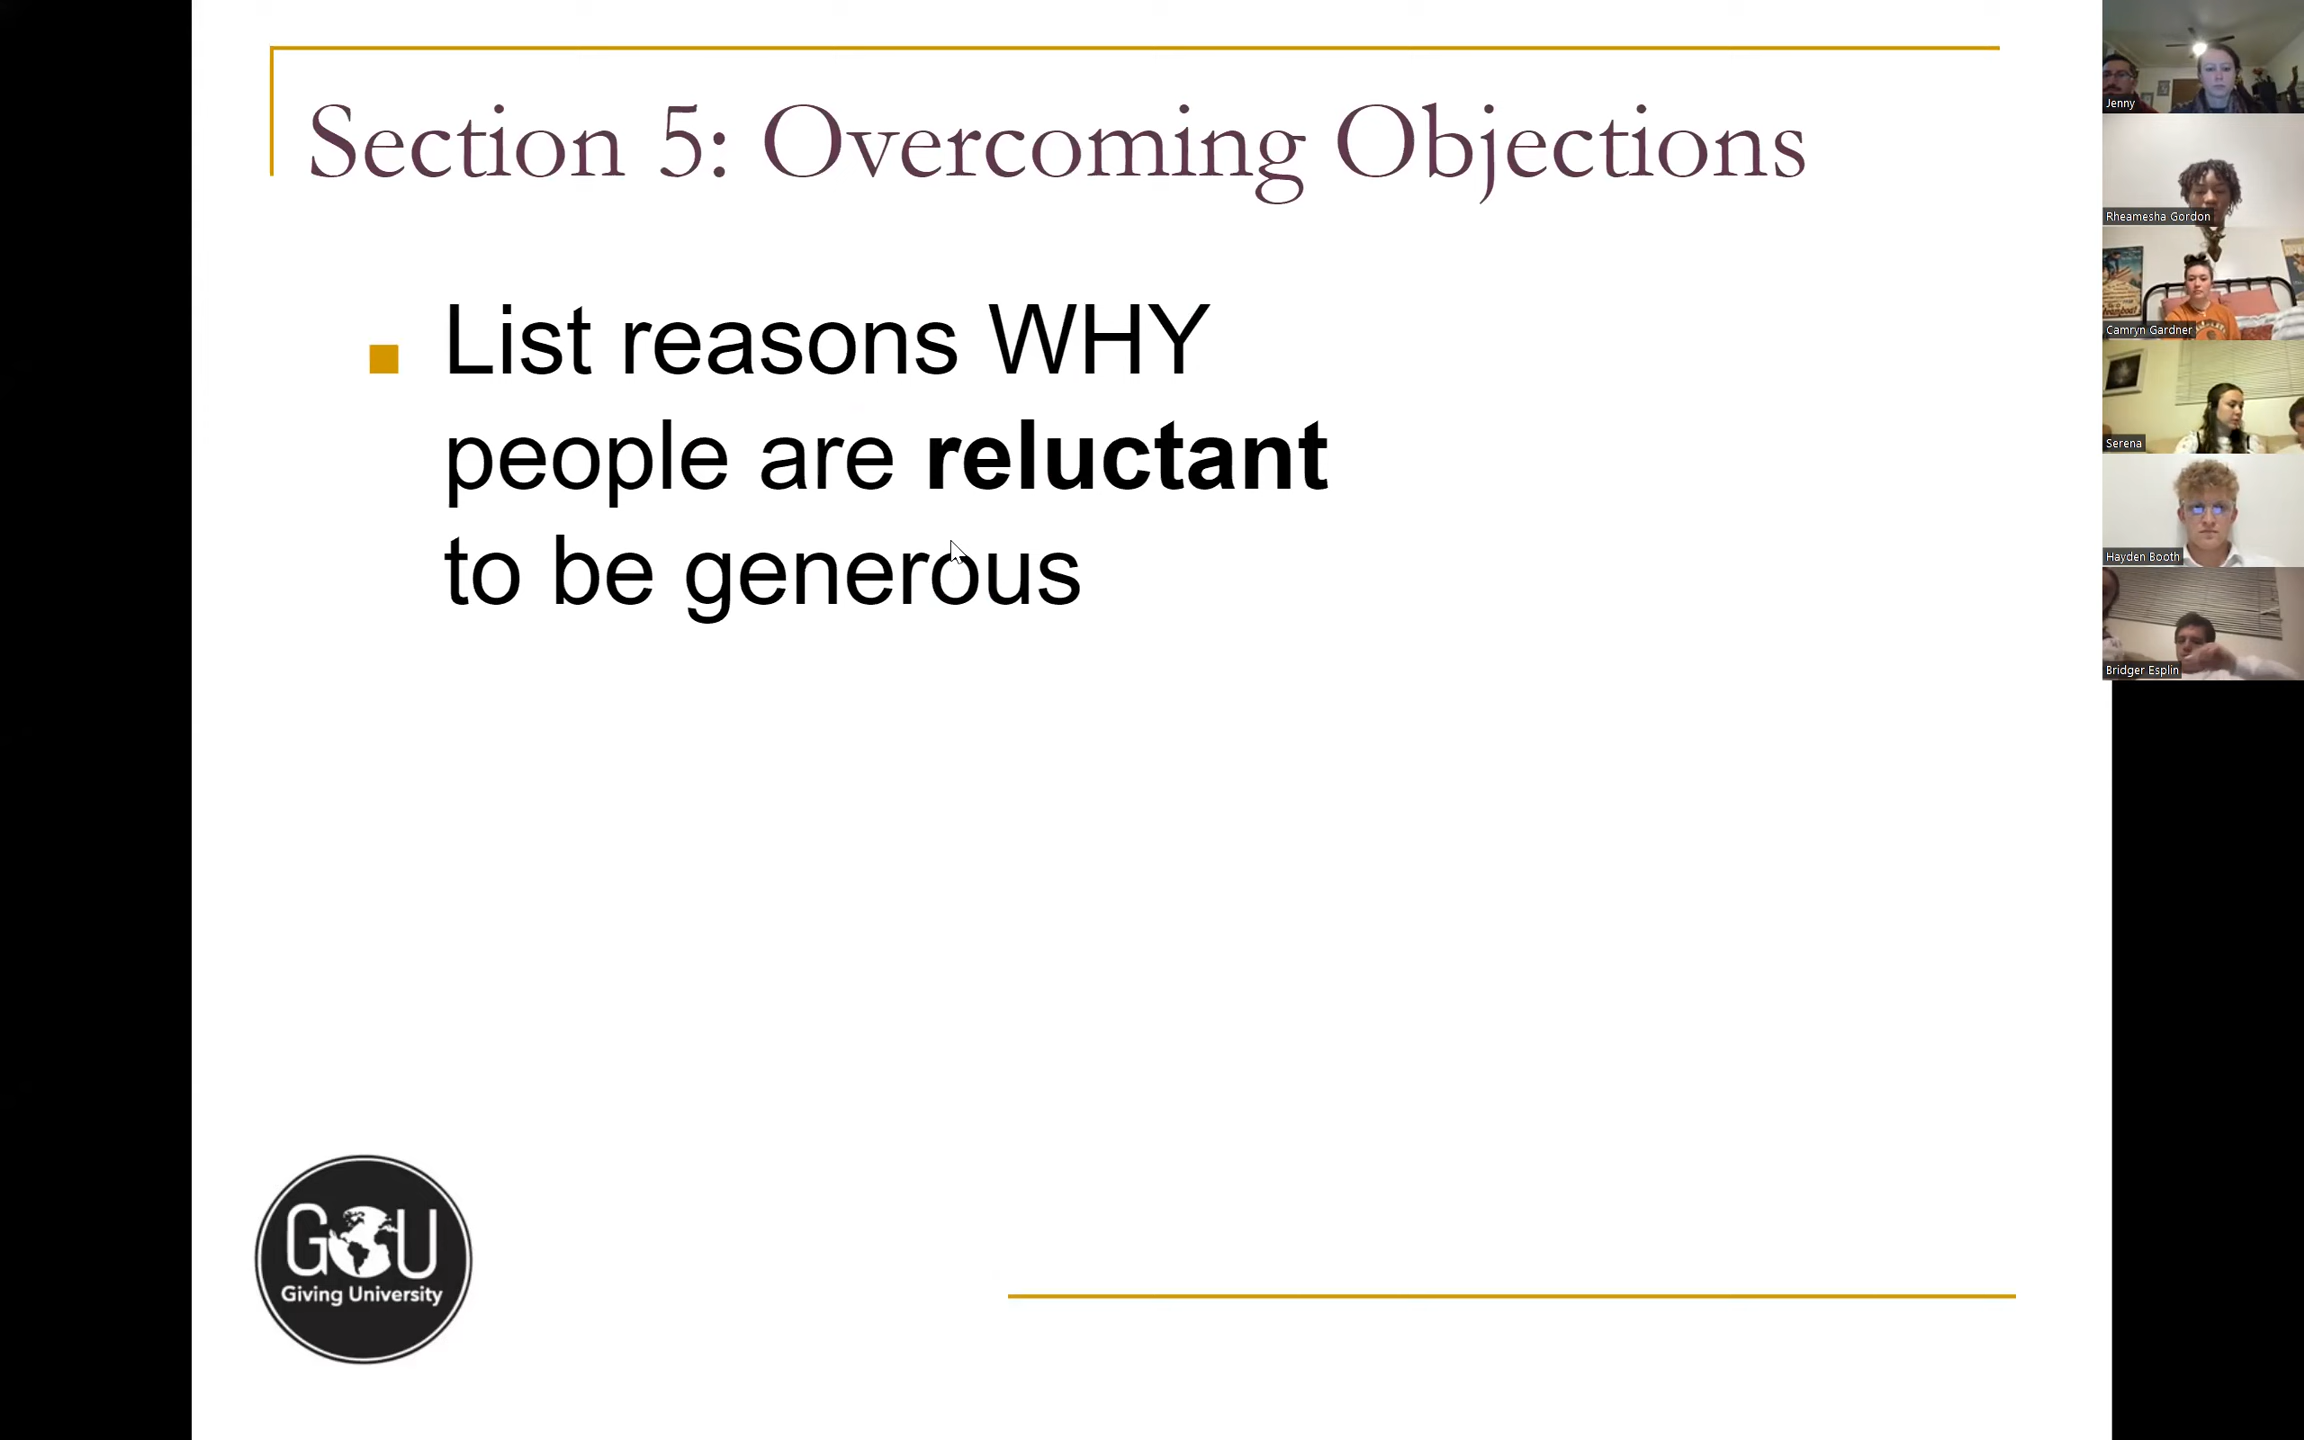 Section 5: Overcoming Objections
List reasons WHY
people are reluctant
to be generous
GU
Giving University
Jenny
Rheamesha Gordon
Camryn Gardner
Serena
Hayden Booth
Bridger Esplin